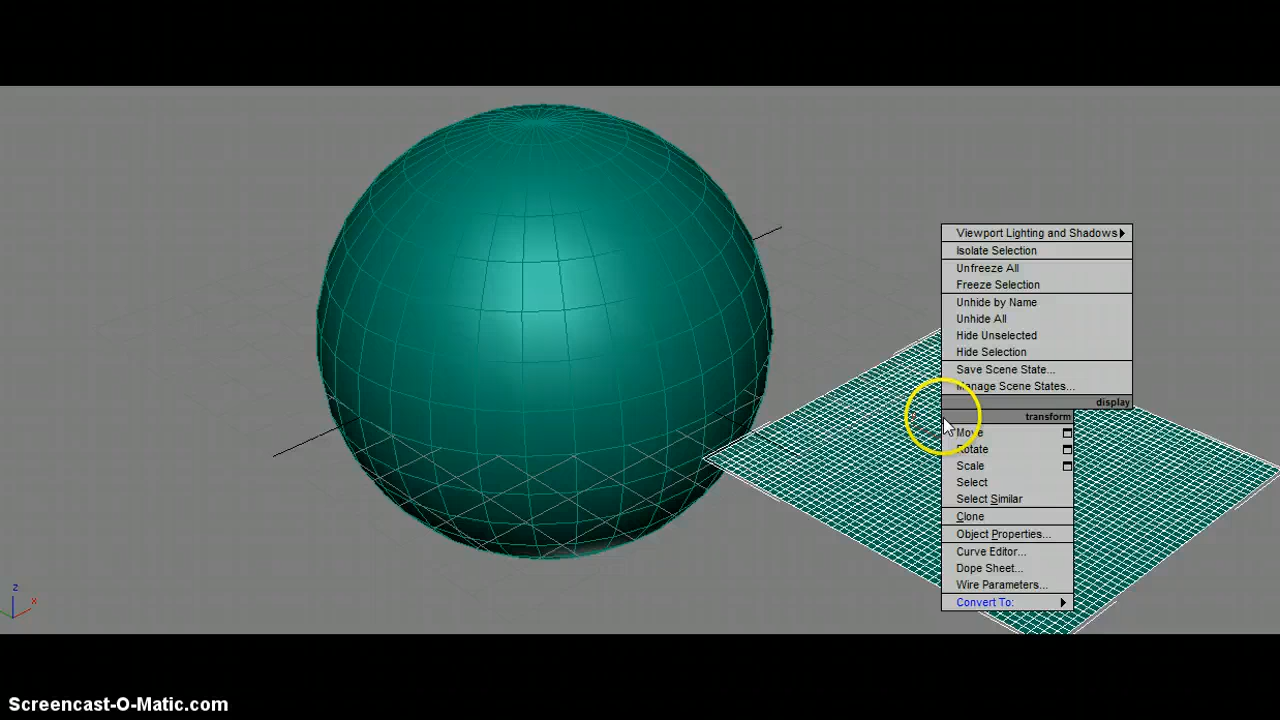 Viewport Lighting and Shadows
Isolate Selection
Unfreeze All
Freeze Selection
Unhide by Name
Unhide All
Hide Unselected
Hide Selection
Save Scene State...
Manage Scene States...
display
transform
Move
Rotate
Scale
Select
Select Similar
Clone
Object Properties...
Curve Editor...
Dope Sheet...
Wire Parameters...
Convert To:
z
x
Screencast-O-Matic.com